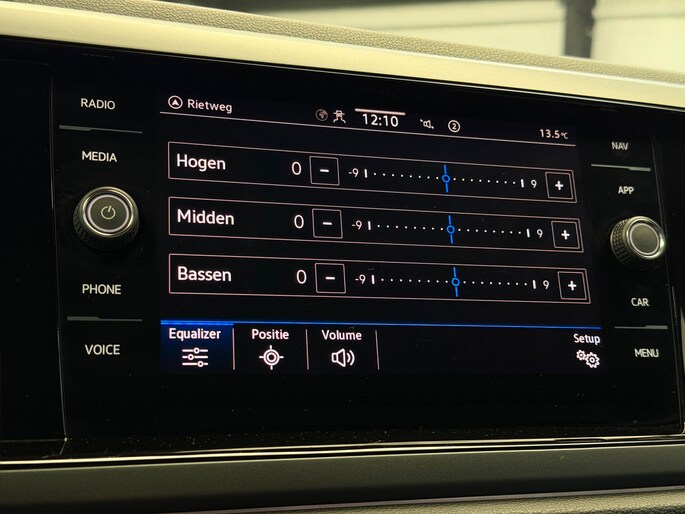 RADIO
MEDIA
PHONE
VOICE
Rietweg
12:10
2
13.5°C
Hogen 0 - -9 9 +
Midden 0 - -9 9 +
Bassen 0 - -9 9 +
Equalizer Positie Volume Setup
NAV
APP
CAR
MENU